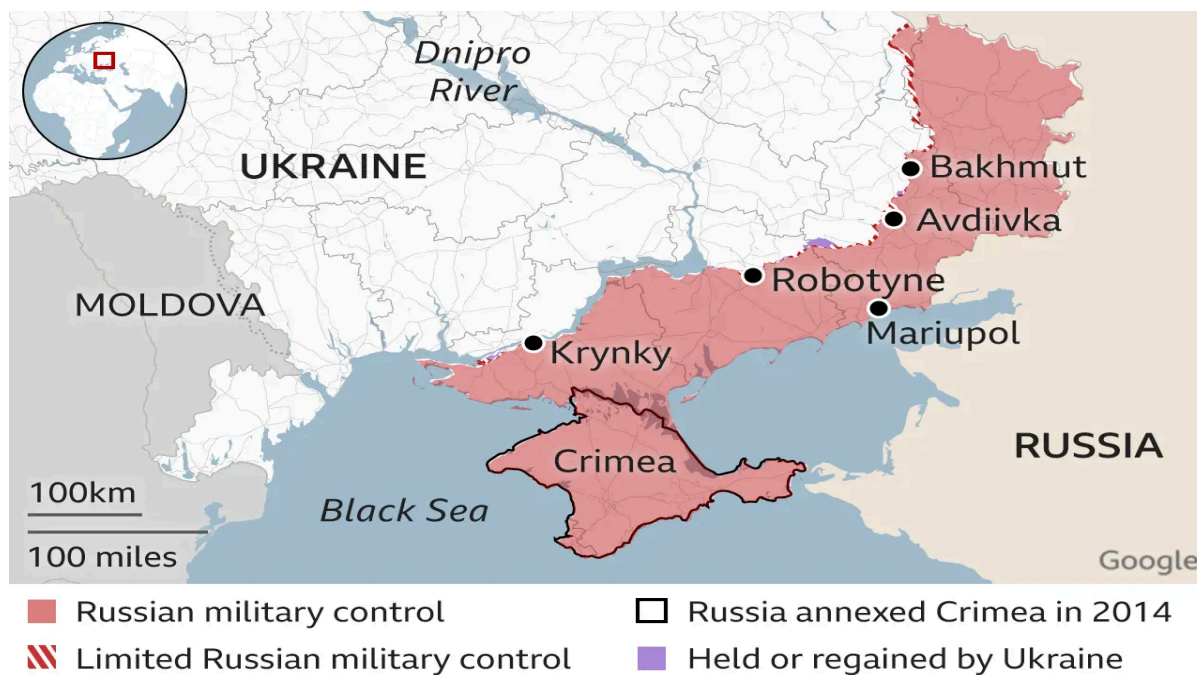 Dnipro
River
UKRAINE
Bakhmut
Avdiivka
Robotyne
MOLDOVA
Mariupol
Krynky
RUSSIA
Crimea
100km
Black Sea
100 miles
Google
Russian military control
Russia annexed Crimea in 2014
Limited Russian military control
Held or regained by Ukraine